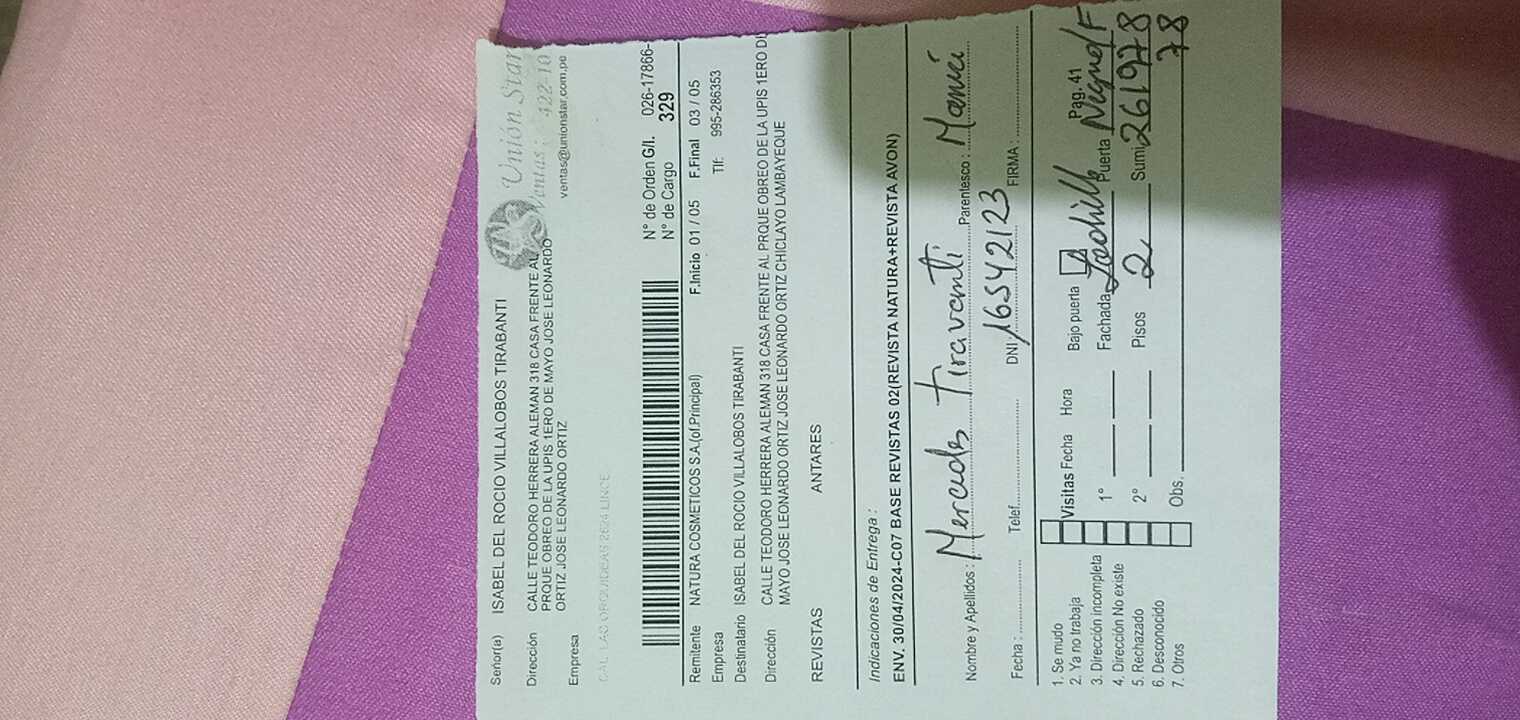 Señor(a) ISABEL DEL ROCIO VILLALOBOS TIRABANTI
Unión Star
Dirección CALLE TEODORO HERRERA ALEMAN 318 CASA FRENTE AL
PRQUE OBREO DE LA UPIS 1ERO DE MAYO JOSE LEONARDO
ORTIZ JOSE LEONARDO ORTIZ
Ventas : 422-10
ventas@unionstar.com.pe
Empresa
CAL. LAS ORQUIDEAS 2624 LINCE
N° de Orden G/I. 026-17866-
N° de Cargo 329
Remitente NATURA COSMETICOS S.A.(of.Principal) F.Inicio 01 / 05 F.Final 03 / 05
Empresa Tlf: 995-286353
Destinatario ISABEL DEL ROCIO VILLALOBOS TIRABANTI
Dirección CALLE TEODORO HERRERA ALEMAN 318 CASA FRENTE AL PRQUE OBREO DE LA UPIS 1ERO DE
MAYO JOSE LEONARDO ORTIZ JOSE LEONARDO ORTIZ CHICLAYO LAMBAYEQUE
REVISTAS ANTARES
Indicaciones de Entrega :
ENV. 30/04/2024-C07 BASE REVISTAS 02(REVISTA NATURA+REVISTA AVON)
Nombre y Apellidos : Mercedes Tiravanti Parentesco :
Fecha : Telef. DNI: 16542123 FIRMA :
1. Se mudo
2. Ya no trabaja
3. Dirección incompleta
4. Dirección No existe
5. Rechazado
6. Desconocido
7. Otros
Visitas Fecha Hora Bajo puerta Pag. 41
1° Fachada Ladrill Puerta Negro/F
2° Pisos 2 Sumi 2619778
Obs. 78